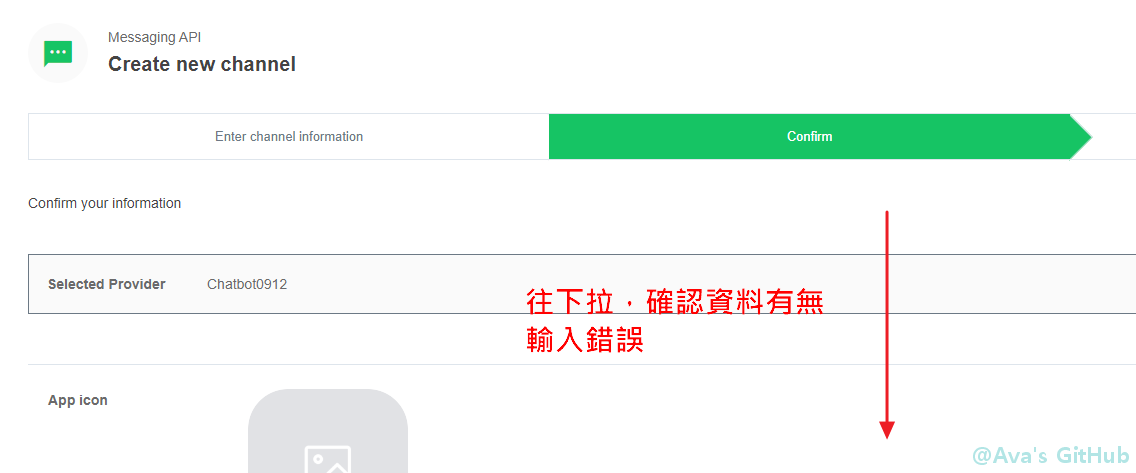 Messaging API
Create new channel
Enter channel information
Confirm
Confirm your information
Selected Provider
Chatbot0912
往下拉，確認資料有無
輸入錯誤
App icon
@Ava's GitHub